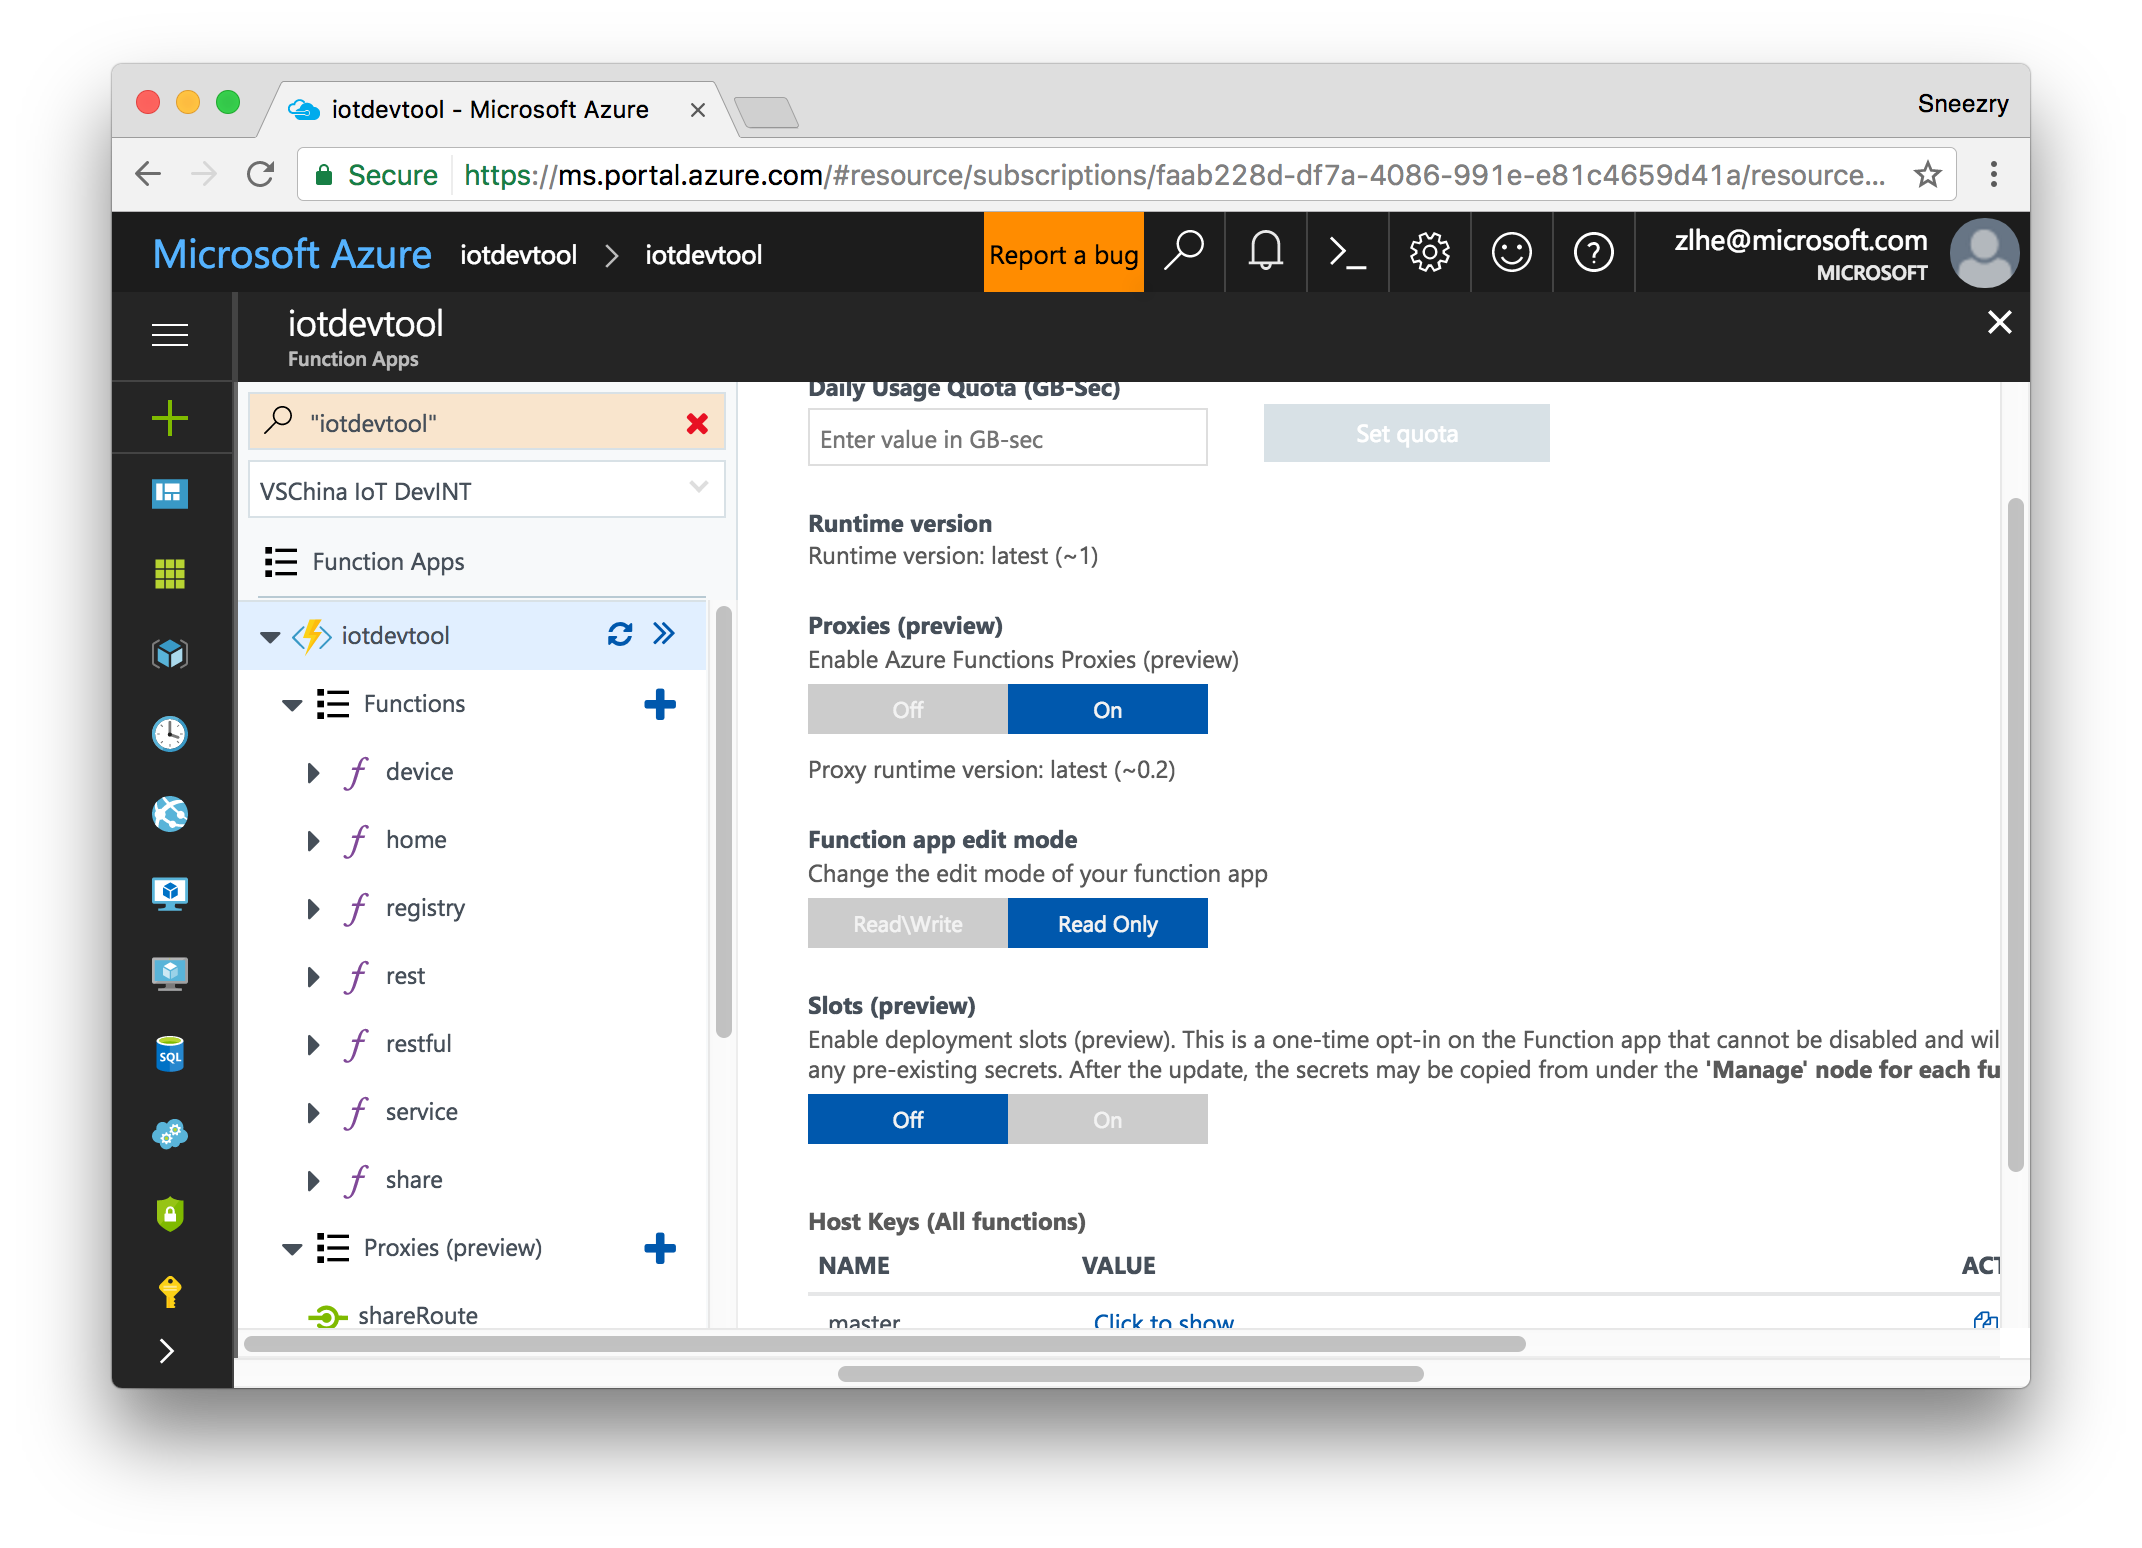 iotdevtool - Microsoft Azure
Sneezry
Secure https://ms.portal.azure.com/#resource/subscriptions/faab228d-df7a-4086-991e-e81c4659d41a/resource...
Microsoft Azure iotdevtool > iotdevtool
Report a bug
zlhe@microsoft.com
MICROSOFT
iotdevtool
Function Apps
"iotdevtool"
VSChina IoT DevINT
Function Apps
iotdevtool
Functions
device
home
registry
rest
restful
service
share
Proxies (preview)
shareRoute
SQL
Daily Usage Quota (GB-Sec)
Enter value in GB-sec
Set quota
Runtime version
Runtime version: latest (~1)
Proxies (preview)
Enable Azure Functions Proxies (preview)
Off On
Proxy runtime version: latest (~0.2)
Function app edit mode
Change the edit mode of your function app
Read\Write Read Only
Slots (preview)
Enable deployment slots (preview). This is a one-time opt-in on the Function app that cannot be disabled and wil
any pre-existing secrets. After the update, the secrets may be copied from under the 'Manage' node for each fu
Off On
Host Keys (All functions)
NAME VALUE ACT
master Click to show